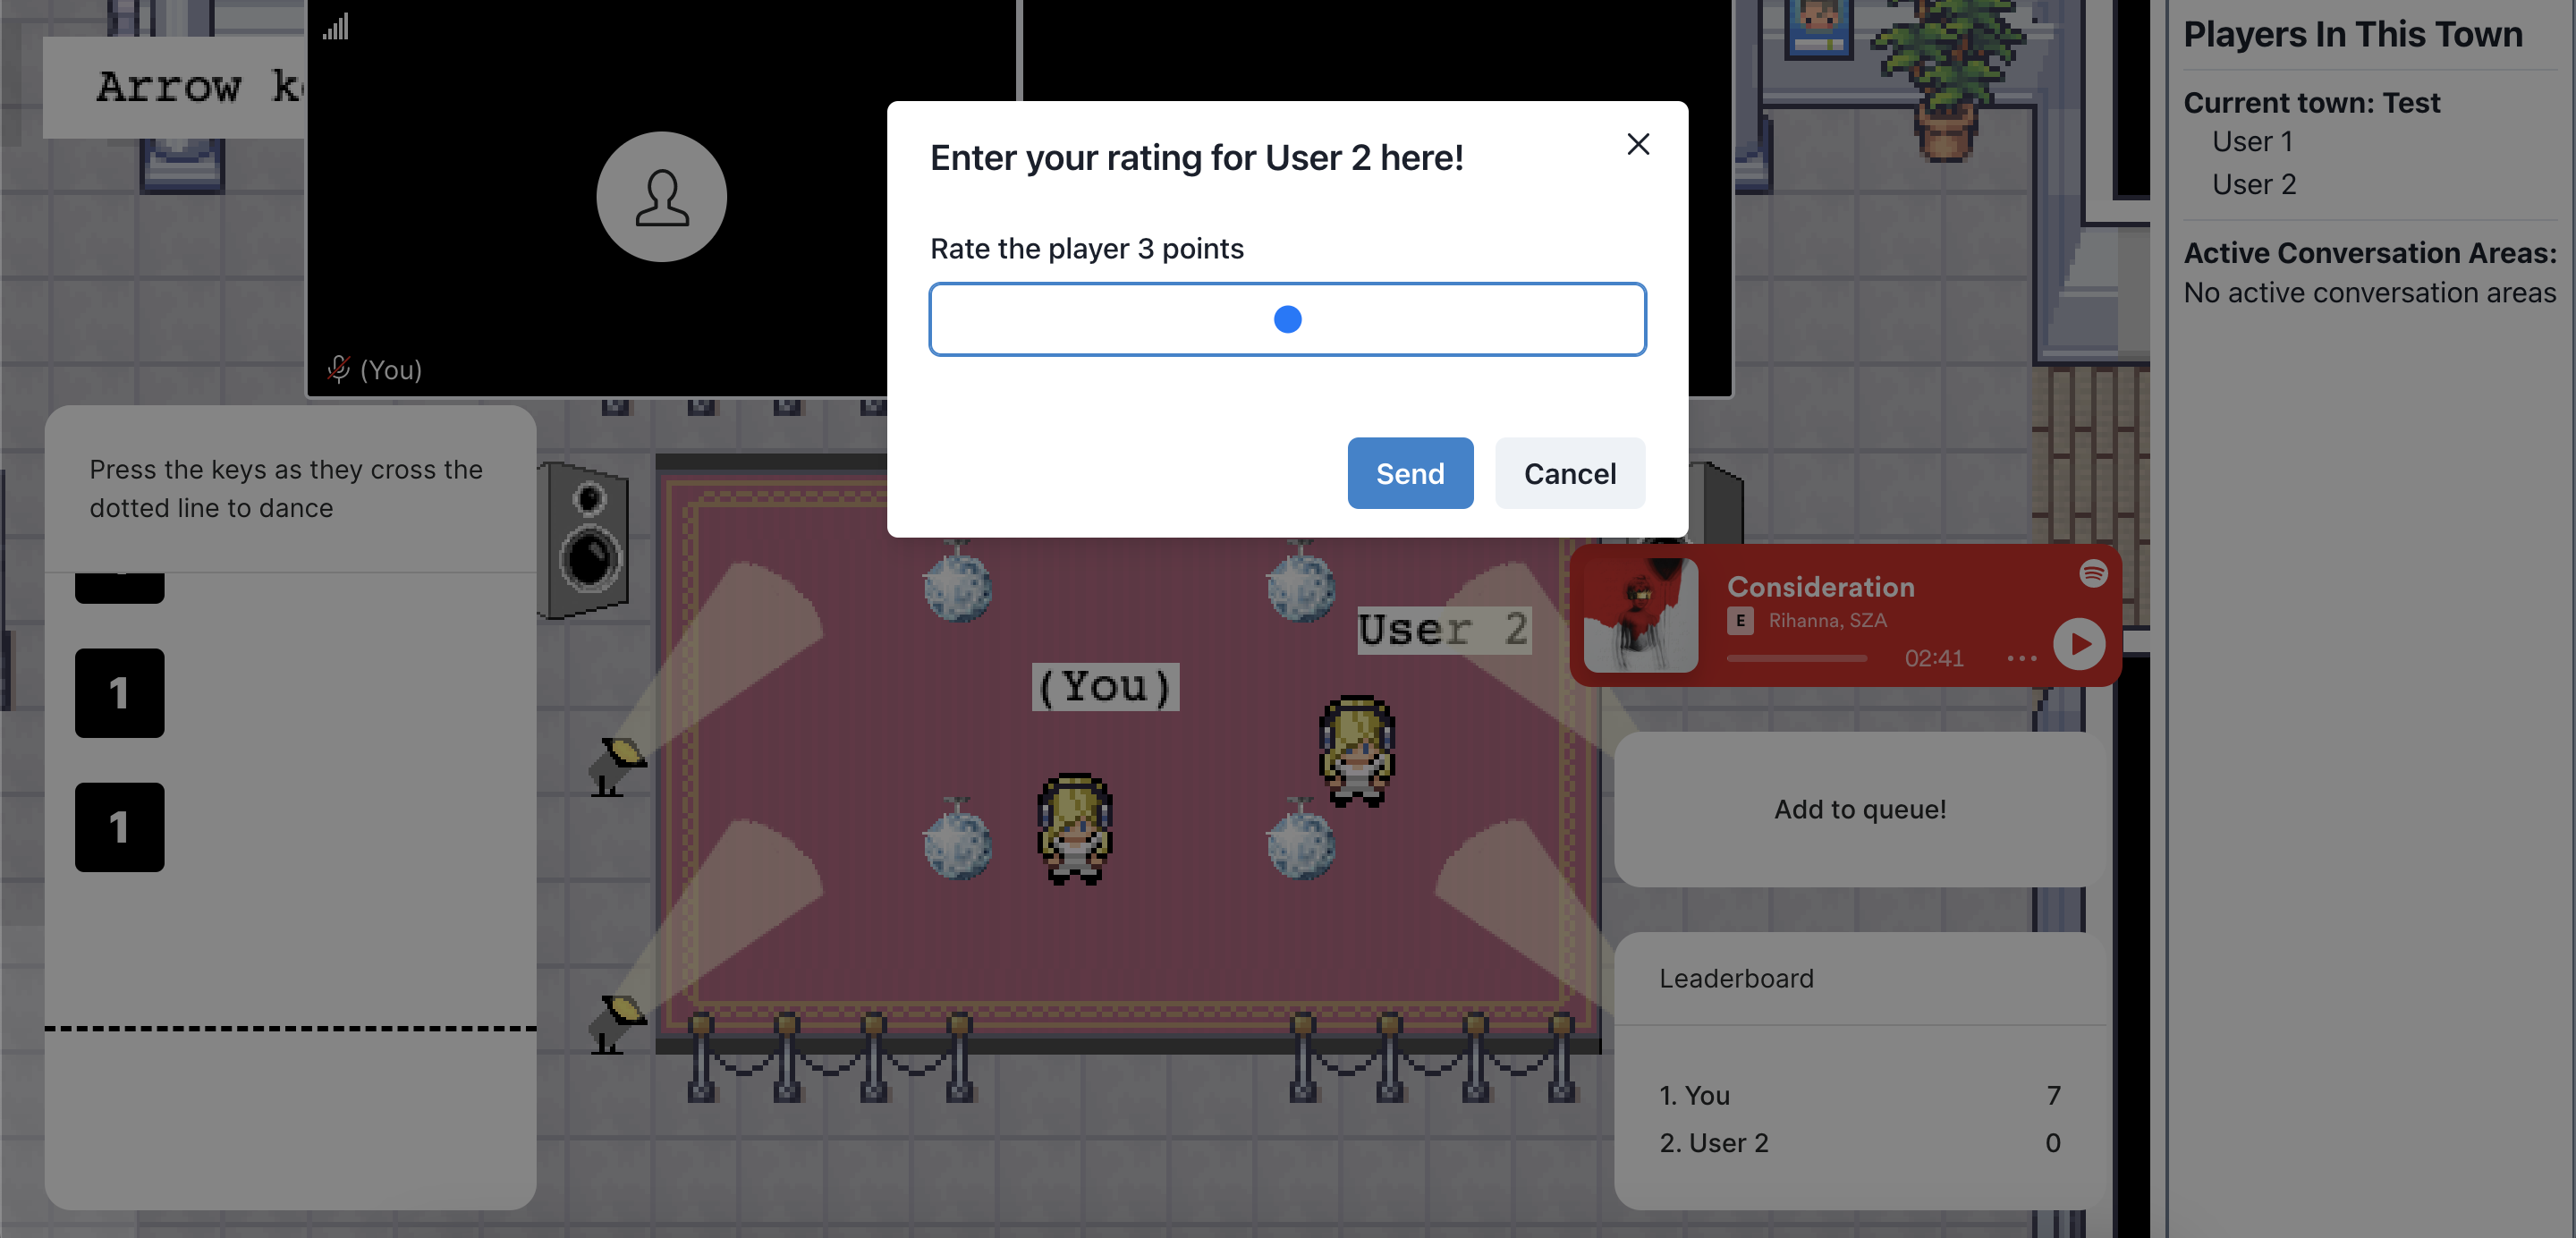 Arrow k
(You)
Enter your rating for User 2 here!
Rate the player 3 points
Send
Cancel
Players In This Town
Current town: Test
User 1
User 2
Active Conversation Areas:
No active conversation areas
Press the keys as they cross the
dotted line to dance
1
1
(You)
User 2
Consideration
E Rihanna, SZA
02:41
Add to queue!
Leaderboard
1. You 7
2. User 2 0